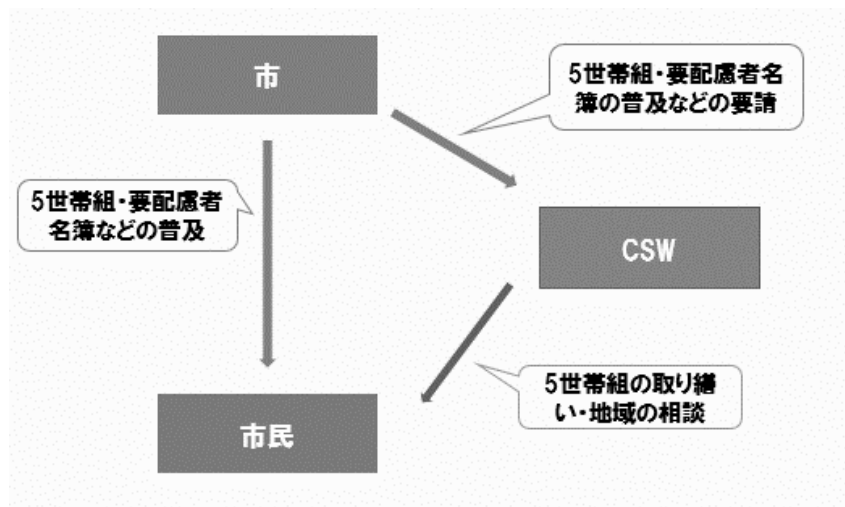 市
5世帯組・要配慮者名
簿の普及などの要請
5世帯組・要配慮者
名簿などの普及
CSW
5世帯組の取り繕
い・地域の相談
市民